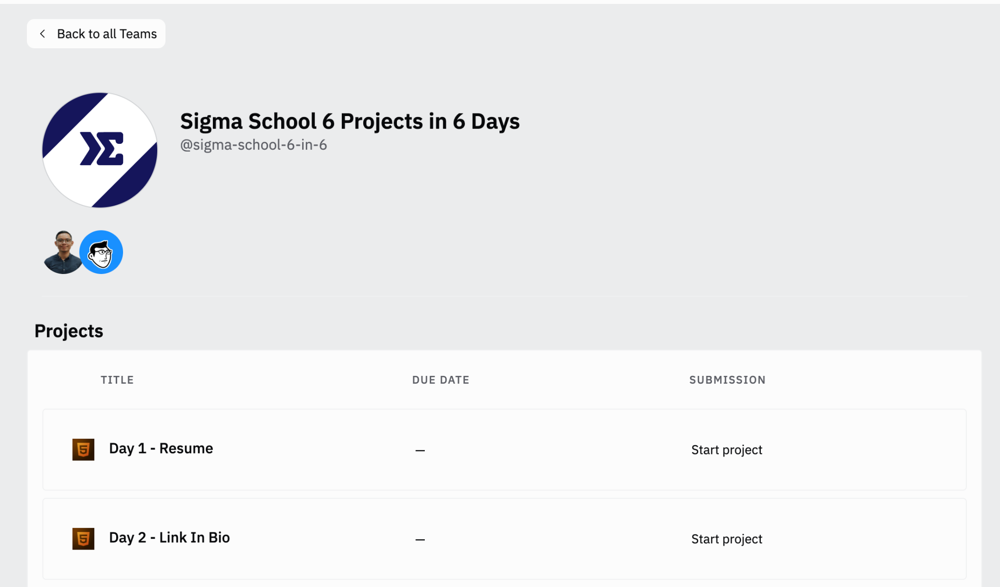 Back to all Teams
Sigma School 6 Projects in 6 Days
@sigma-school-6-in-6
Projects
TITLE DUE DATE SUBMISSION
Day 1 - Resume — Start project
Day 2 - Link In Bio — Start project